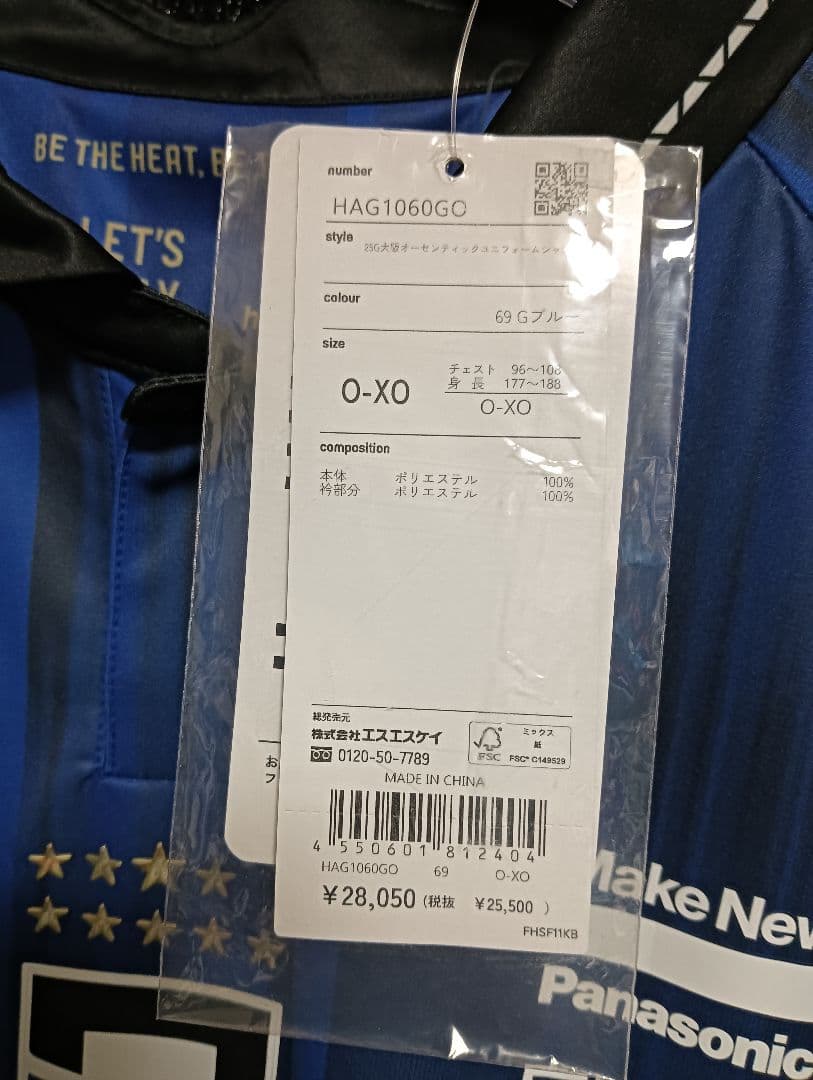 BE THE HEAT, BE
LET'S
number
HAG1060GO
style
25G大阪オーセンティックユニフォームシャ
colour
69 Gブルー
size
O-XO
チェスト 96～108
身 長 177～188
O-XO
composition
本体 ポリエステル 100%
衿部分 ポリエステル 100%
総発売元
株式会社エスエスケイ
0120-50-7789
ミックス
紙
FSC
FSC® C149529
MADE IN CHINA
お
フ
4 550601 812404
HAG1060GO 69 O-XO
¥28,050 (税抜 ¥25,500 )
FHSF11KB
Make New
Panasonic